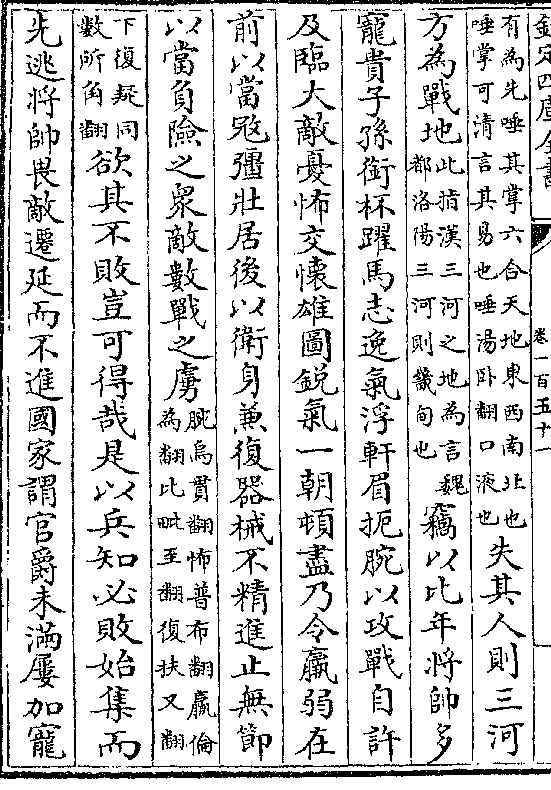 欽定四庫全書
卷一百五十一
有為先唾其掌六合天地東西南北也
唾掌可清言其易也唾湯卧翻口液也
失其人則三河
方為戰地
此指漢三河之地為言魏
都洛陽三河則畿甸也
竊以比年將帥多
寵貴子孫銜杯躍馬志逸氣浮軒眉扼腕以攻戰自許
及臨大敵憂怖交懷雄圖鋭氣一朝頓盡乃令羸弱在
前以當宼彊壯居後以衛身兼復器械不精進止無節
以當負險之衆敵數戰之虜
腕烏貫翻怖普布翻羸倫
為翻比毗至翻復扶又翻
下復疑同
數所角翻
欲其不敗豈可得哉是以兵知必敗始集而
先逃將帥畏敵遷延而不進國家謂官爵未滿屢加寵